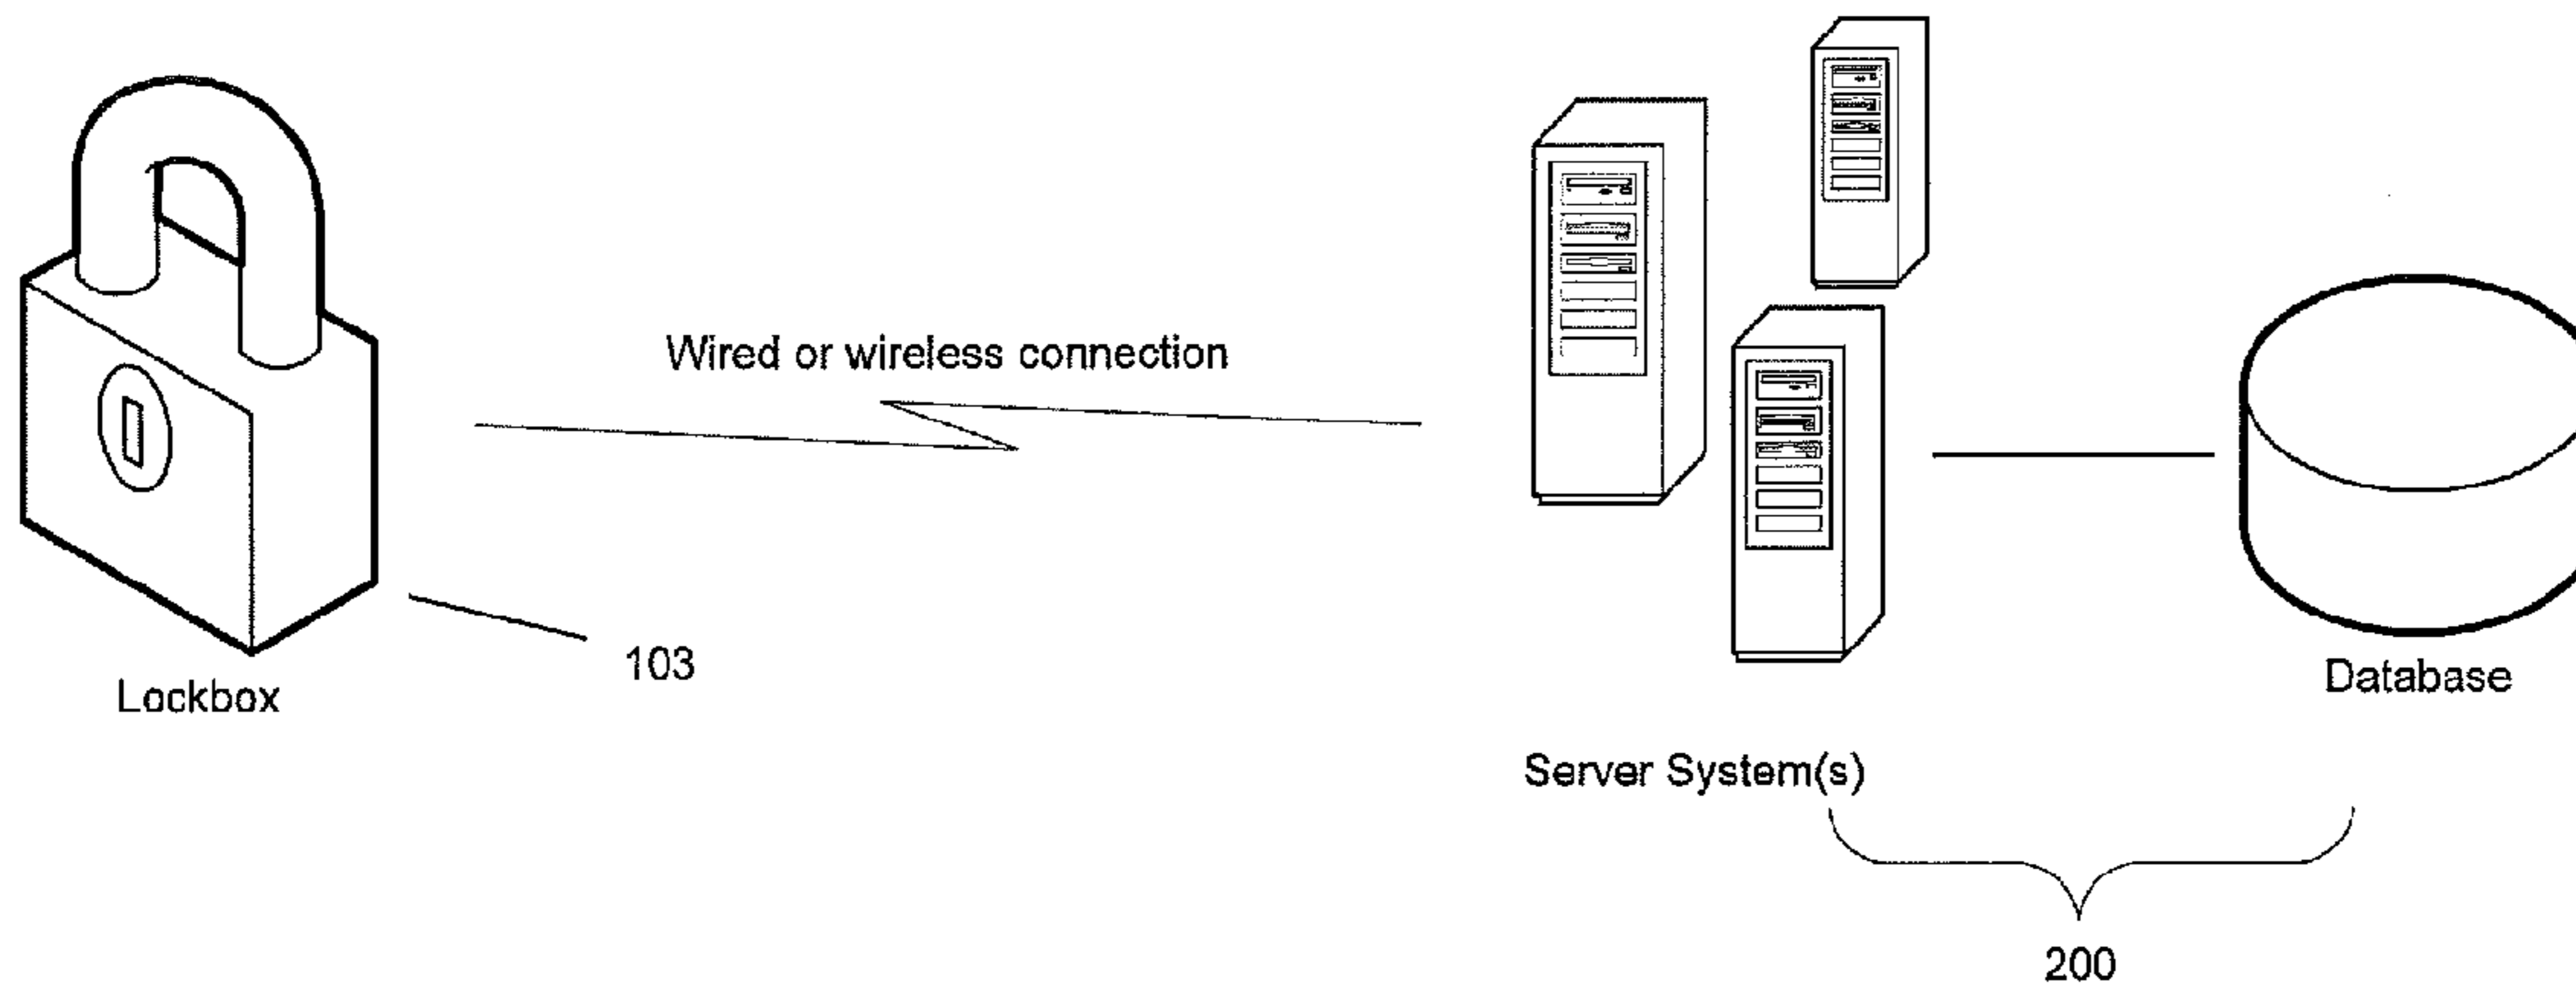 Wired or wireless connection
103
Lockbox
Database
Server System(s)
200